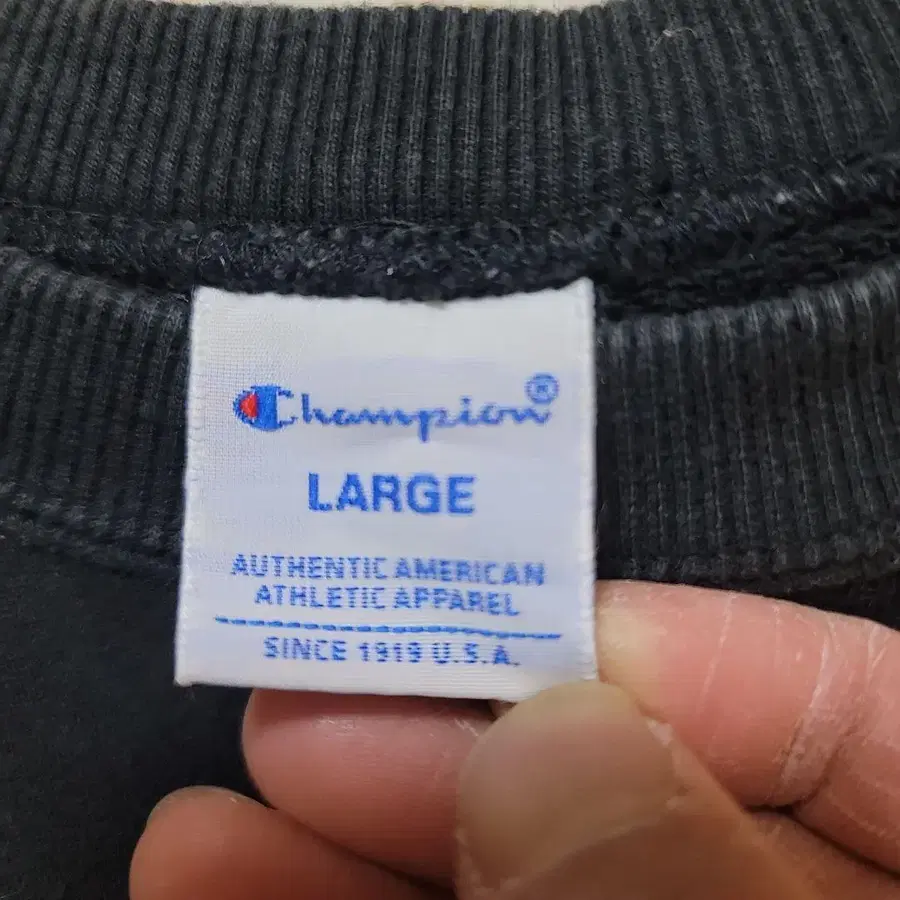 Champion®
LARGE
AUTHENTIC AMERICAN
ATHLETIC APPAREL
SINCE 1919 U.S.A.